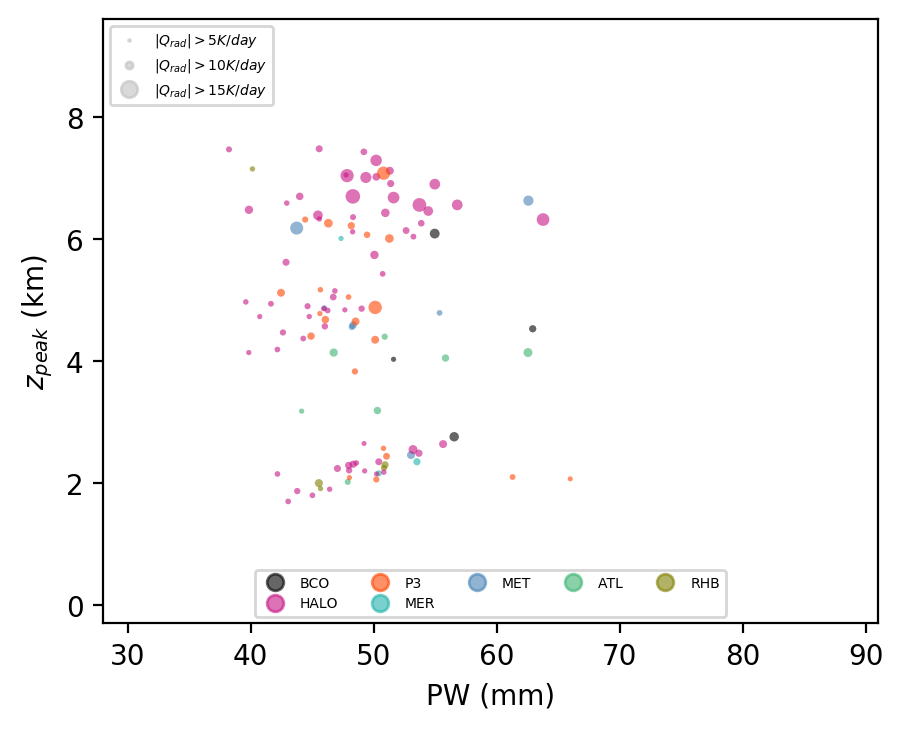 |Q_rad| > 5K/day
|Q_rad| > 10K/day
|Q_rad| > 15K/day
8
6
4
2
0
z_peak (km)
BCO P3 MET ATL RHB
HALO MER
30 40 50 60 70 80 90
PW (mm)